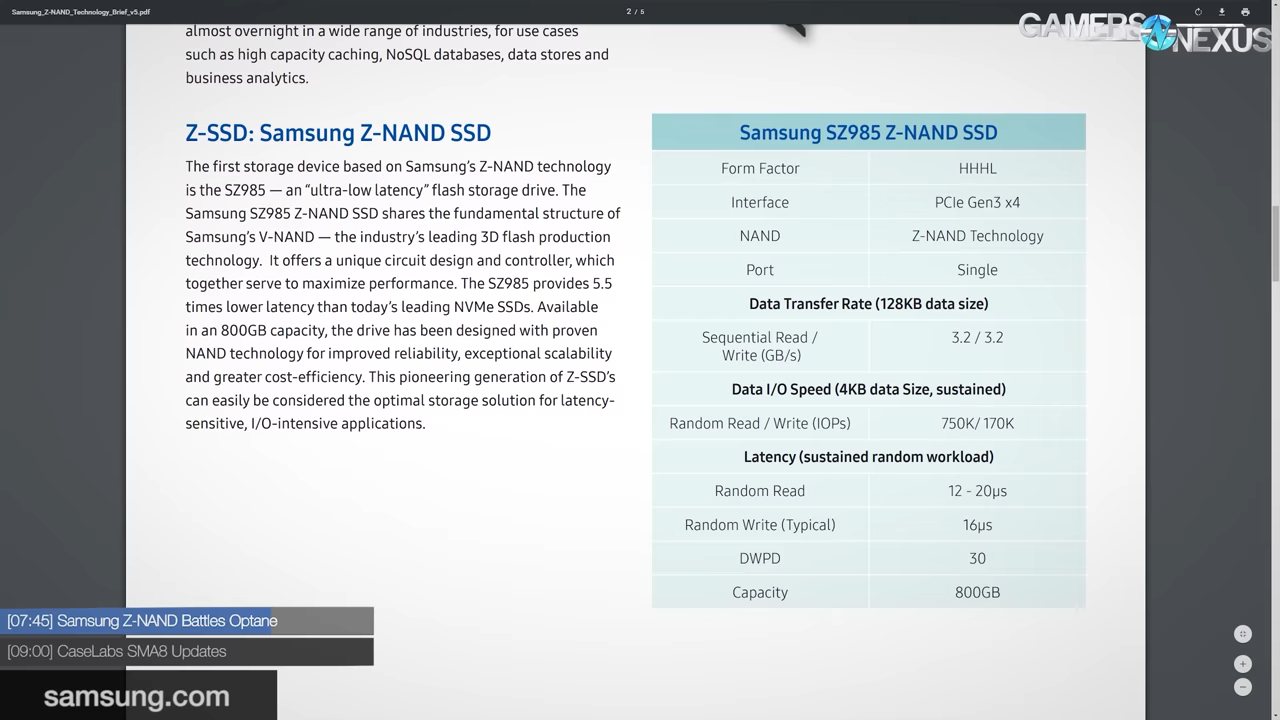 Samsung_Z-NAND_Technology_Brief_v5.pdf
2 / 5
GAMERS NEXUS
almost overnight in a wide range of industries, for use cases
such as high capacity caching, NoSQL databases, data stores and
business analytics.
Z-SSD: Samsung Z-NAND SSD
The first storage device based on Samsung's Z-NAND technology
is the SZ985 — an “ultra-low latency” flash storage drive. The
Samsung SZ985 Z-NAND SSD shares the fundamental structure of
Samsung's V-NAND — the industry's leading 3D flash production
technology. It offers a unique circuit design and controller, which
together serve to maximize performance. The SZ985 provides 5.5
times lower latency than today's leading NVMe SSDs. Available
in an 800GB capacity, the drive has been designed with proven
NAND technology for improved reliability, exceptional scalability
and greater cost-efficiency. This pioneering generation of Z-SSD's
can easily be considered the optimal storage solution for latency-
sensitive, I/O-intensive applications.
Samsung SZ985 Z-NAND SSD
Form Factor HHHL
Interface PCIe Gen3 x4
NAND Z-NAND Technology
Port Single
Data Transfer Rate (128KB data size)
Sequential Read / 3.2 / 3.2
Write (GB/s)
Data I/O Speed (4KB data Size, sustained)
Random Read / Write (IOPs) 750K/ 170K
Latency (sustained random workload)
Random Read 12 - 20µs
Random Write (Typical) 16µs
DWPD 30
Capacity 800GB
[07:45] Samsung Z-NAND Battles Optane
[09:00] CaseLabs SMA8 Updates
samsung.com